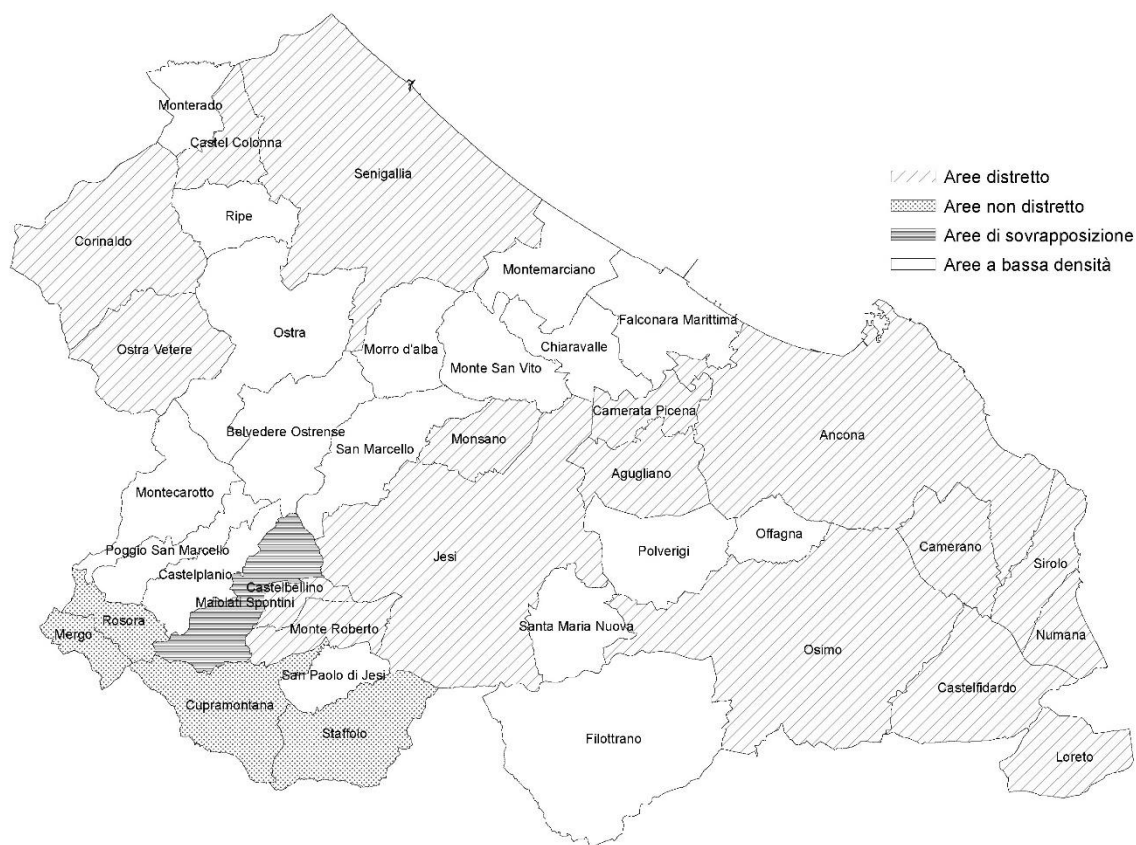 Monterado
Castel Colonna
Senigallia
Aree distretto
Aree non distretto
Aree di sovrapposizione
Aree a bassa densità
Ripe
Corinaldo
Montemarciano
Falconara Marittima
Ostra
Chiaravalle
Ostra Vetere
Morro d'alba
Monte San Vito
Camerata Picena
Ancona
Belvedere Ostrense
San Marcello
Monsano
Agugliano
Montecarotto
Offagna
Poggio San Marcello
Jesi
Polverigi
Camerano
Sirolo
Castelplanio
Castelbellino
Maiolati Spontini
Rosora
Monte Roberto
Santa Maria Nuova
Mergo
Numana
Osimo
San Paolo di Jesi
Castelfidardo
Cupramontana
Staffolo
Filottrano
Loreto